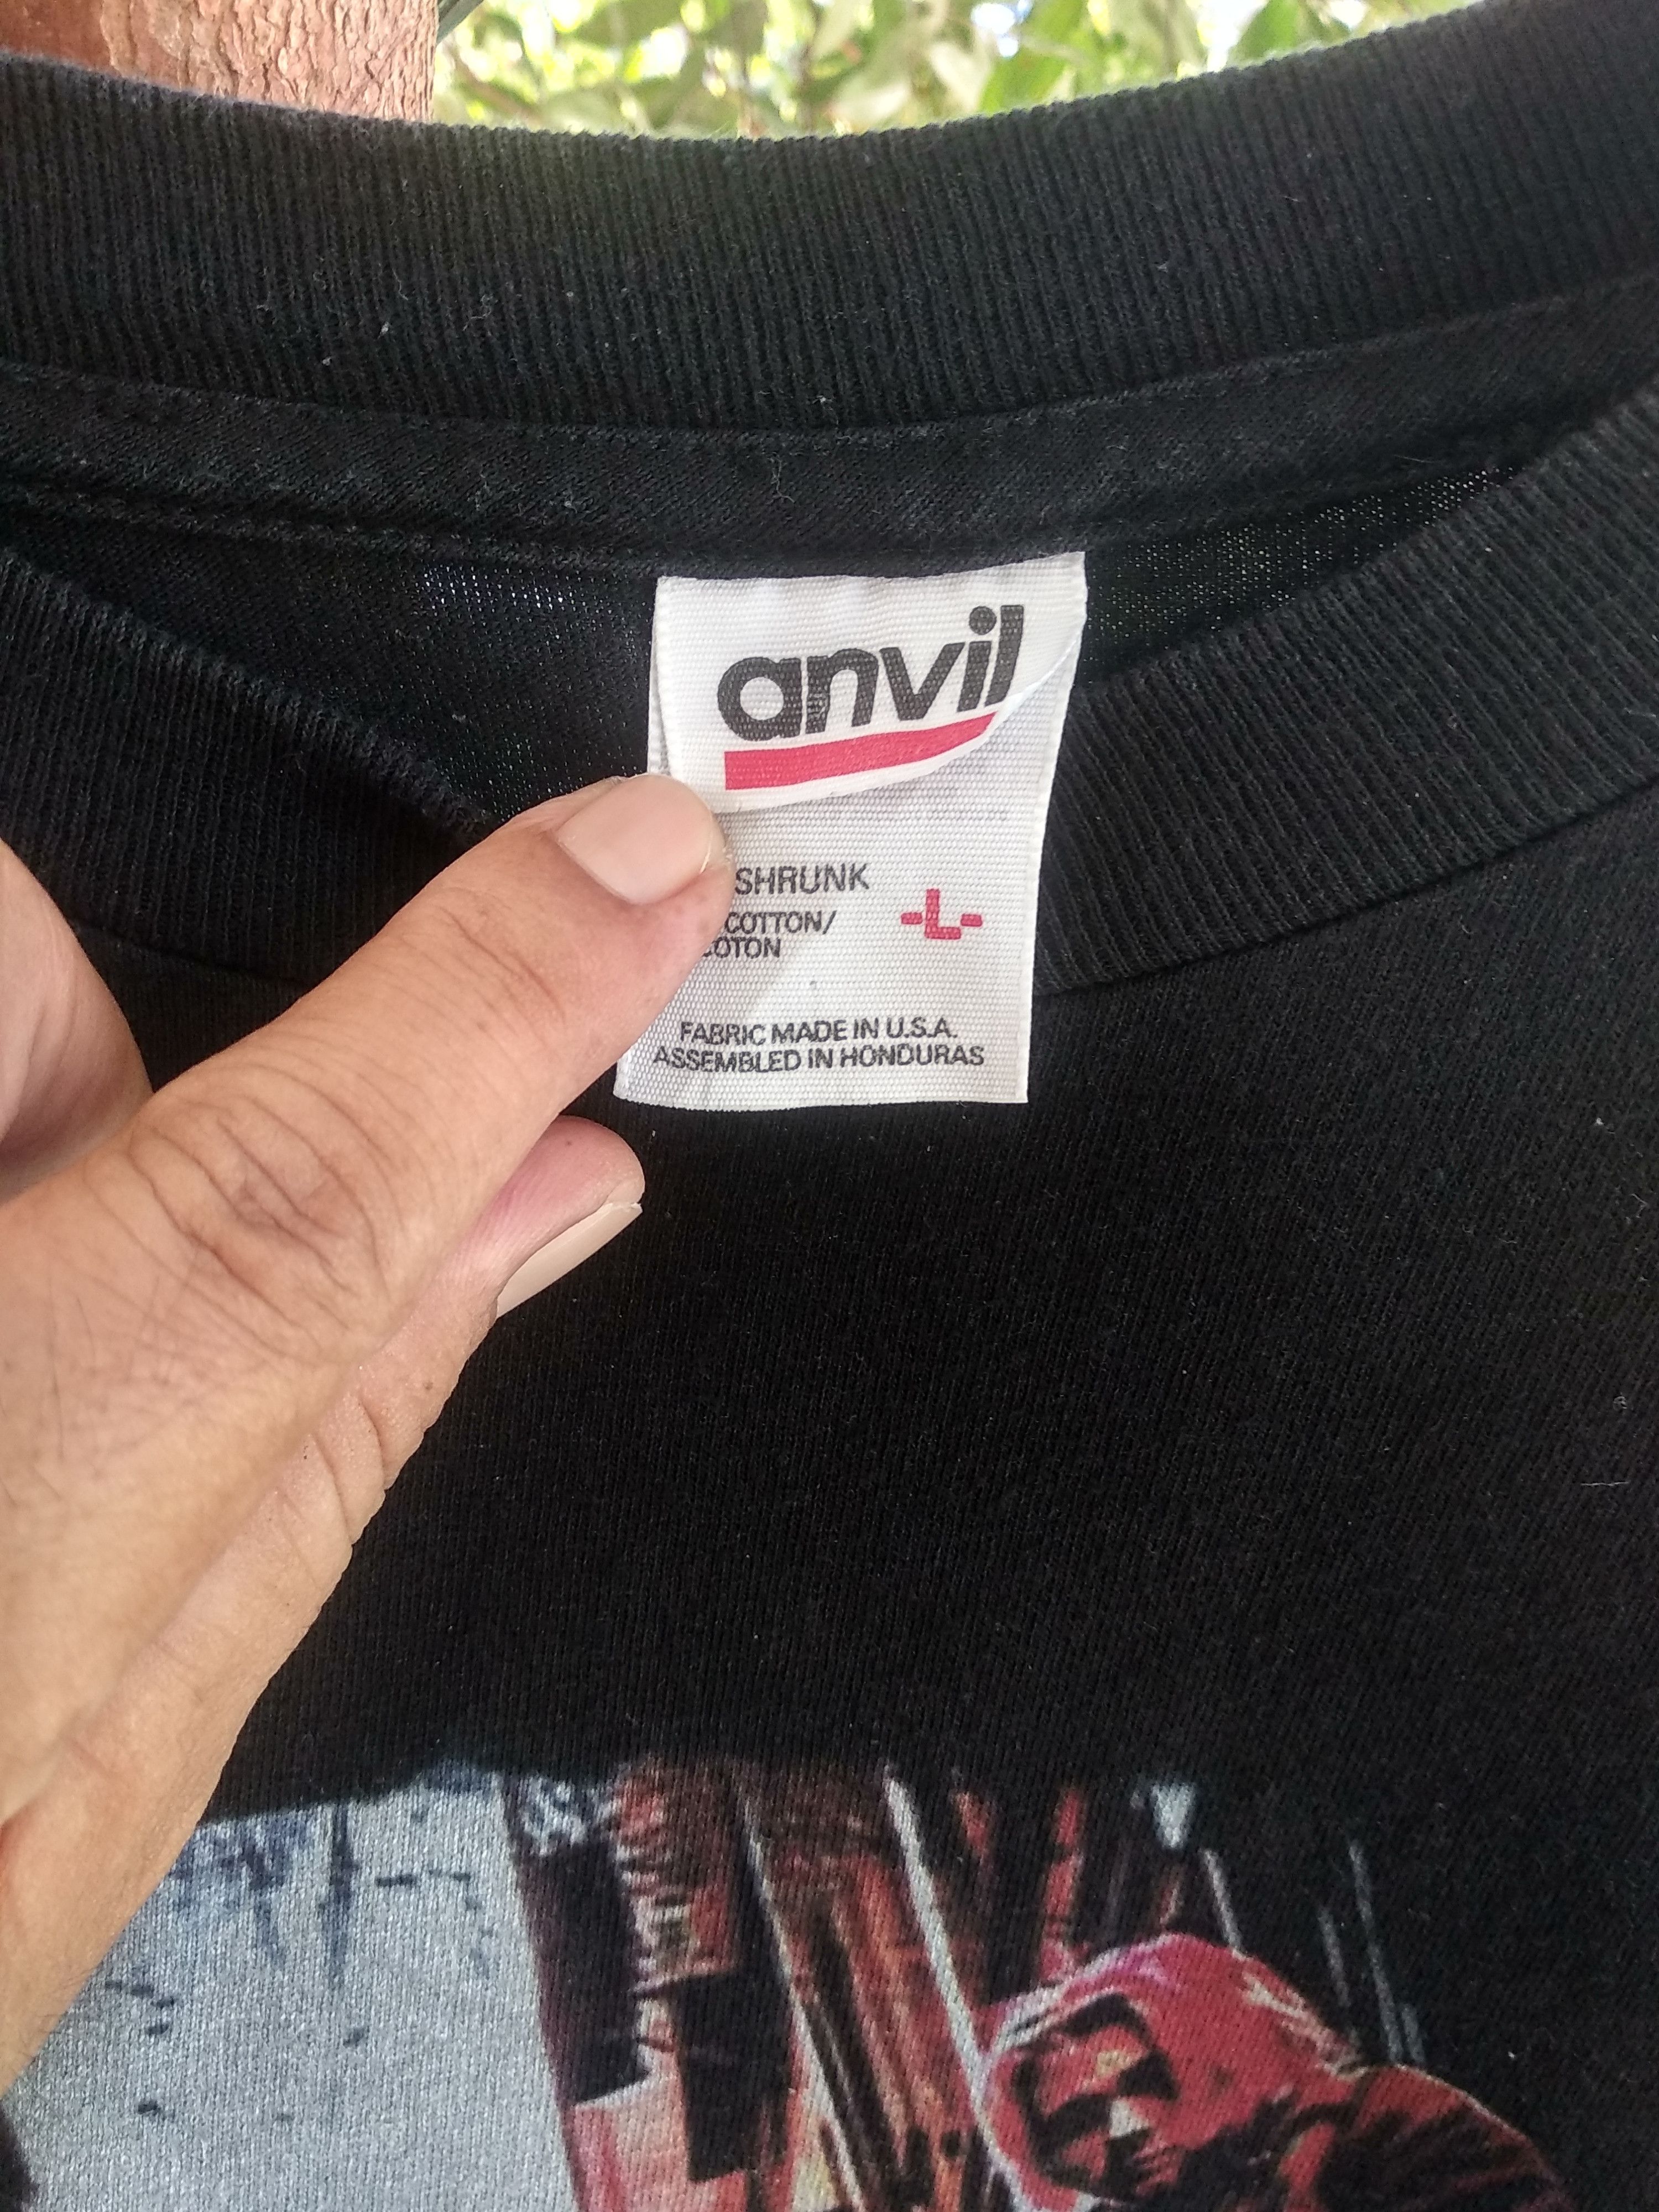 anvil
SHRUNK
COTTON/
COTON
-L-
FABRIC MADE IN U.S.A.
ASSEMBLED IN HONDURAS